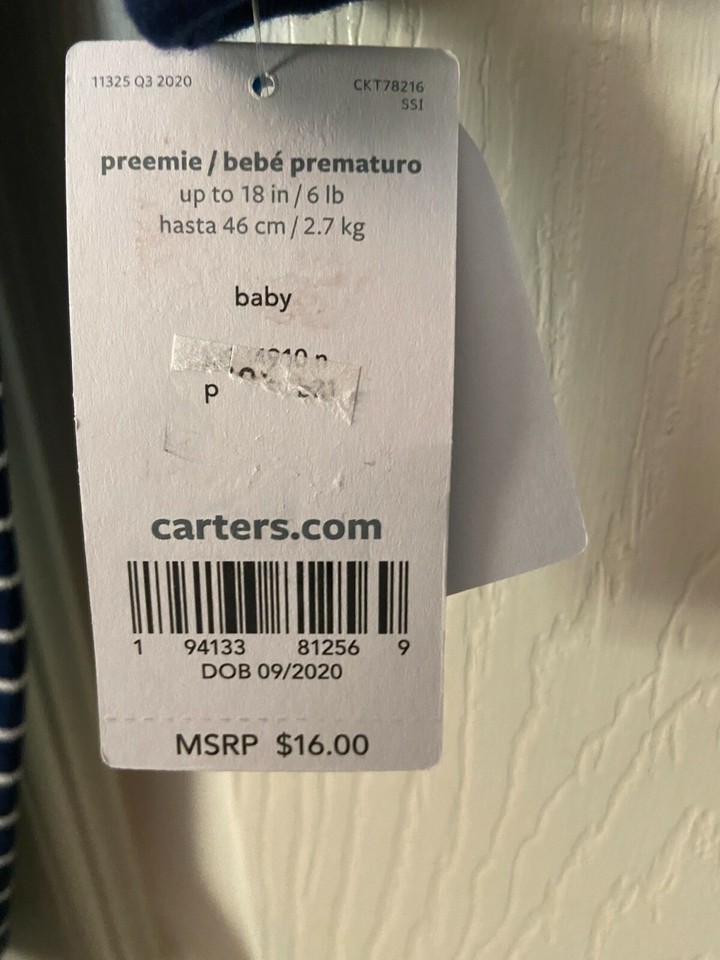 11325 Q3 2020
CKT78216
SSI
preemie / bebé prematuro
up to 18 in / 6 lb
hasta 46 cm / 2.7 kg
baby
p
carters.com
1 94133 81256 9
DOB 09/2020
MSRP $16.00